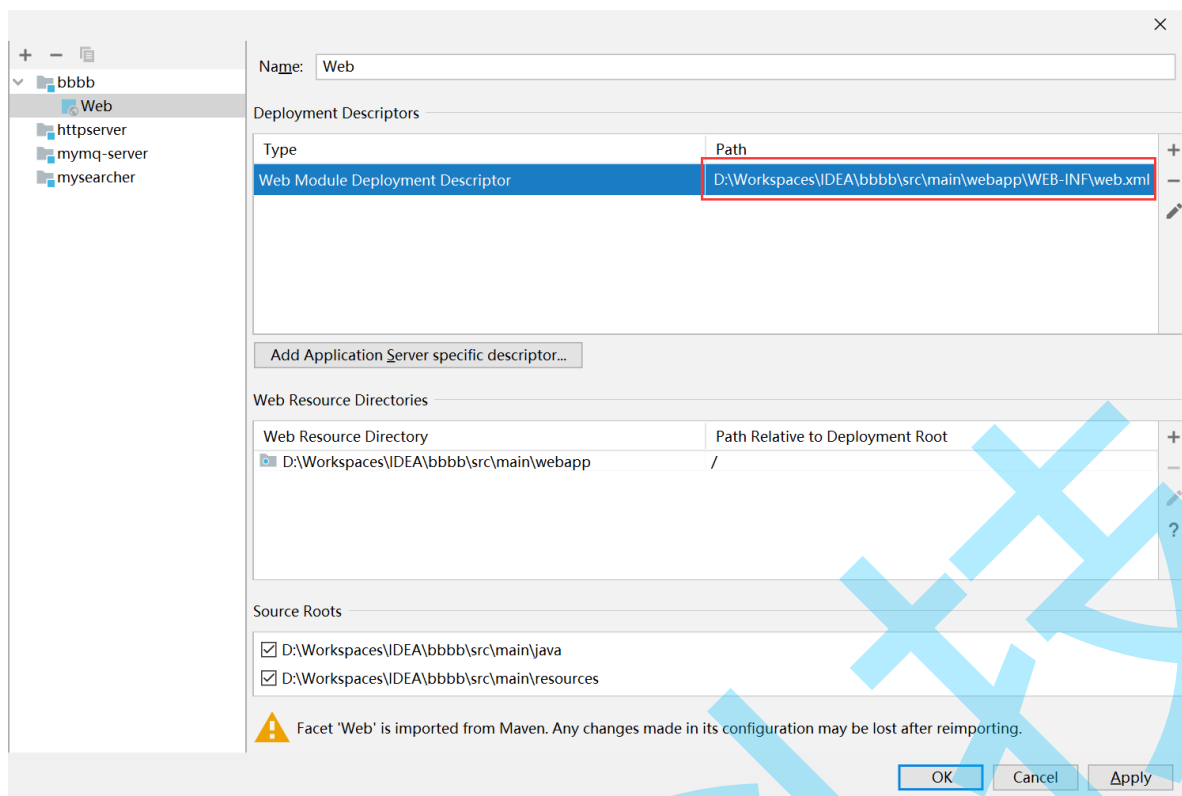 Name: Web
bbbb
Web
httpserver
mymq-server
mysearcher
Deployment Descriptors
Type Path
Web Module Deployment Descriptor D:\Workspaces\IDEA\bbbb\src\main\webapp\WEB-INF\web.xml
Add Application Server specific descriptor...
Web Resource Directories
Web Resource Directory Path Relative to Deployment Root
D:\Workspaces\IDEA\bbbb\src\main\webapp /
?
Source Roots
D:\Workspaces\IDEA\bbbb\src\main\java
D:\Workspaces\IDEA\bbbb\src\main\resources
Facet 'Web' is imported from Maven. Any changes made in its configuration may be lost after reimporting.
OK Cancel Apply